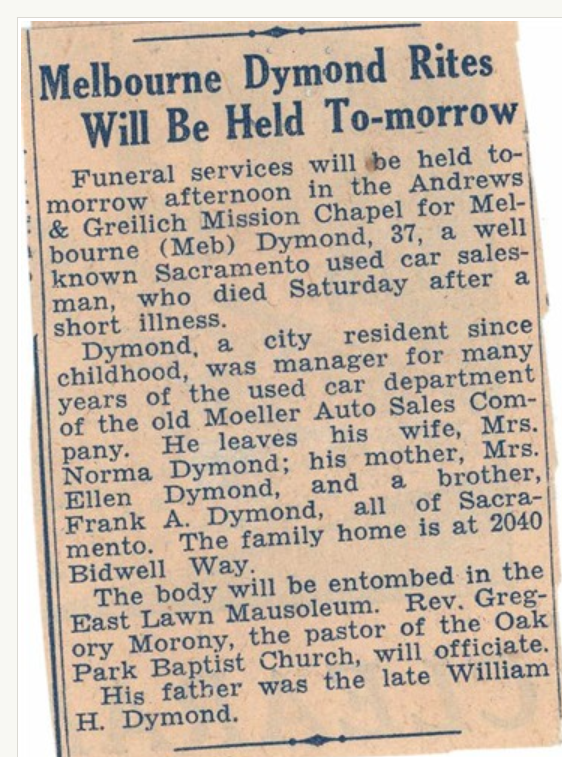 Melbourne Dymond Rites
Will Be Held To-morrow
Funeral services will be held to-
morrow afternoon in the Andrews
& Greilich Mission Chapel for Mel-
bourne (Meb) Dymond, 37, a well
known Sacramento used car sales-
man, who died Saturday after a
short illness.
Dymond, a city resident since
childhood, was manager for many
years of the used car department
of the old Moeller Auto Sales Com-
pany. He leaves his wife, Mrs.
Norma Dymond; his mother, Mrs.
Ellen Dymond, and a brother,
Frank A. Dymond, all of Sacra-
mento. The family home is at 2040
Bidwell Way.
The body will be entombed in the
East Lawn Mausoleum. Rev. Greg-
ory Morony, the pastor of the Oak
Park Baptist Church, will officiate.
His father was the late William
H. Dymond.